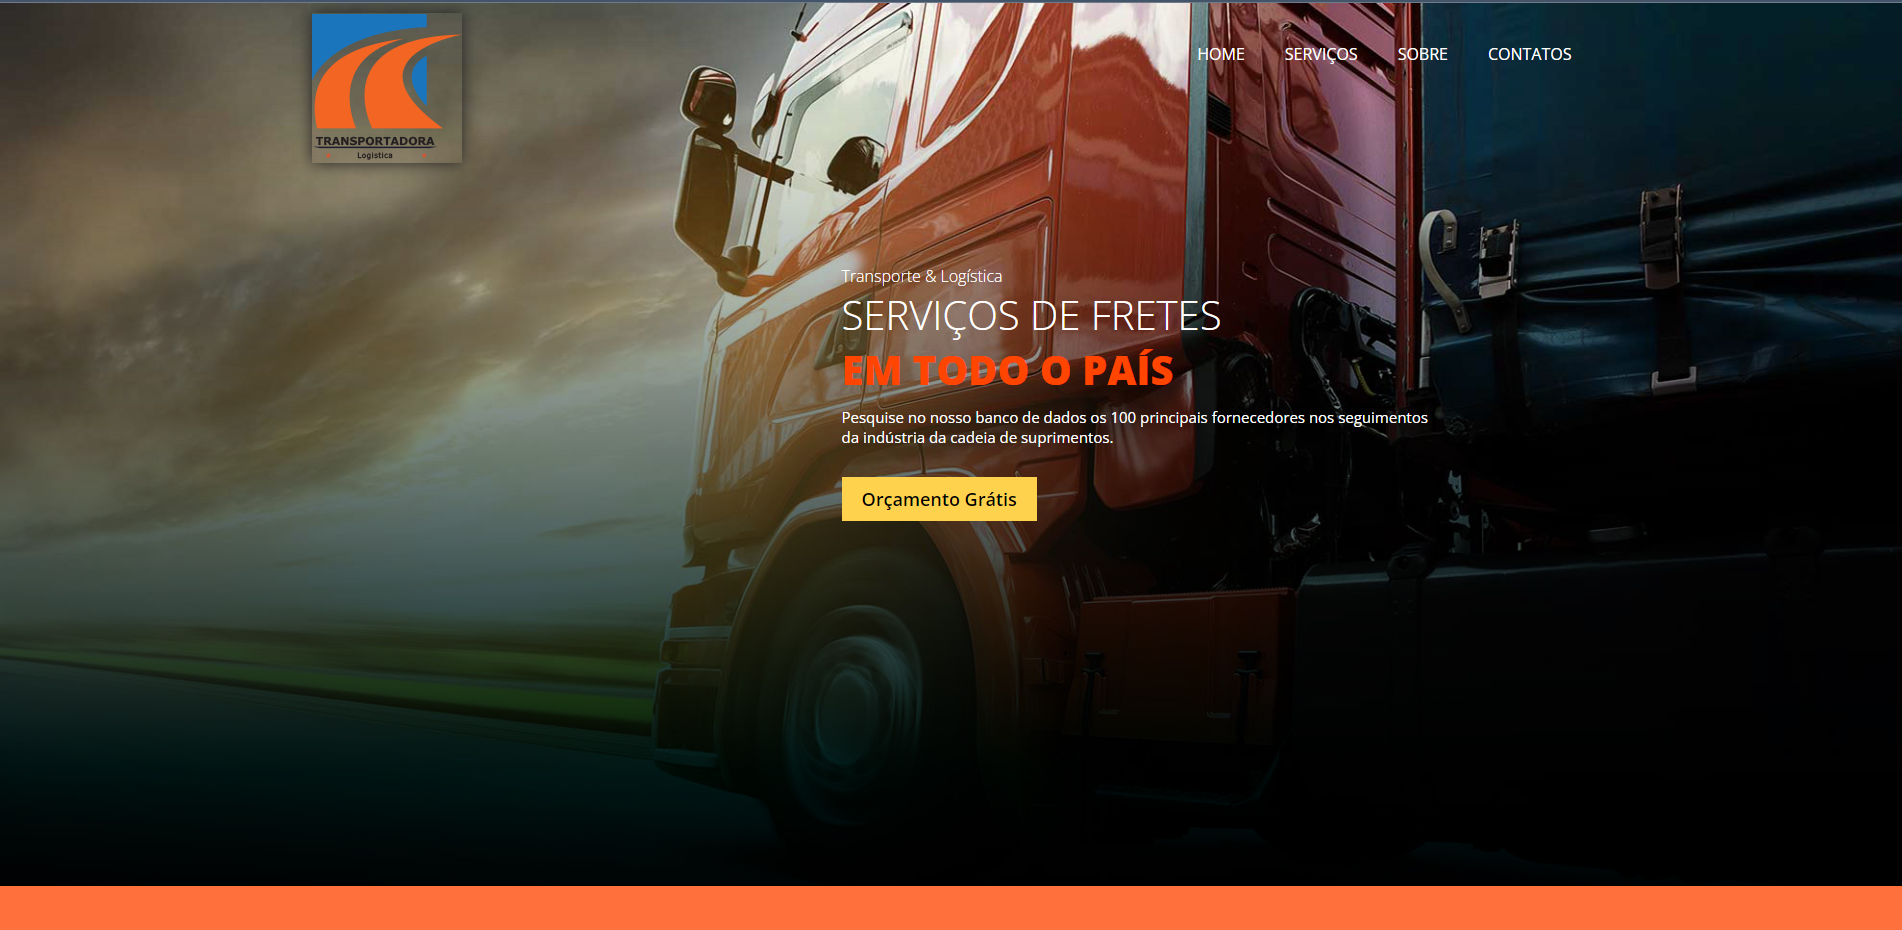 TRANSPORTADORA
Logistica
HOME SERVIÇOS SOBRE CONTATOS
Transporte & Logística
SERVIÇOS DE FRETES
EM TODO O PAÍS
Pesquise no nosso banco de dados os 100 principais fornecedores nos seguimentos
da indústria da cadeia de suprimentos.
Orçamento Grátis